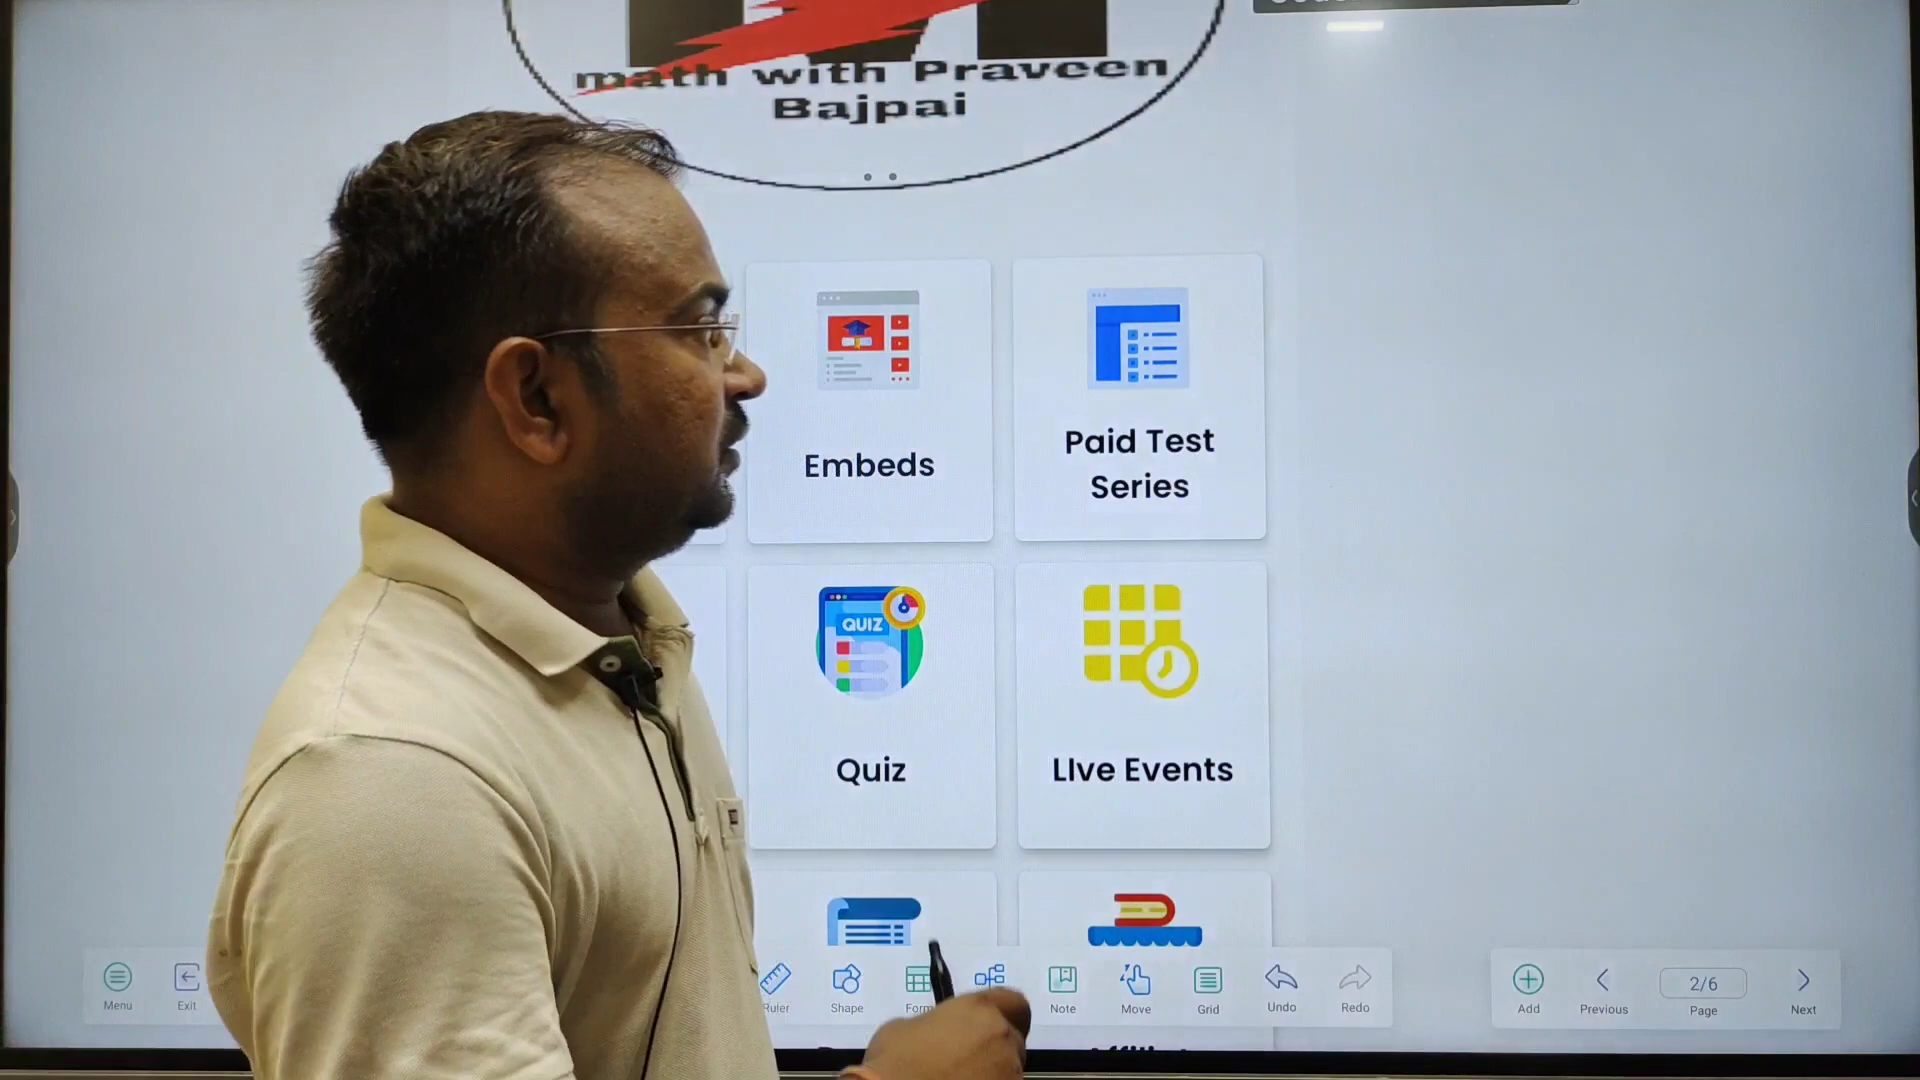 math with Praveen
Bajpai
Embeds
Paid Test
Series
QUIZ
Quiz
LIve Events
Menu
Exit
Ruler
Shape
Form
Note
Move
Grid
Undo
Redo
Add
Previous
2/6
Page
Next